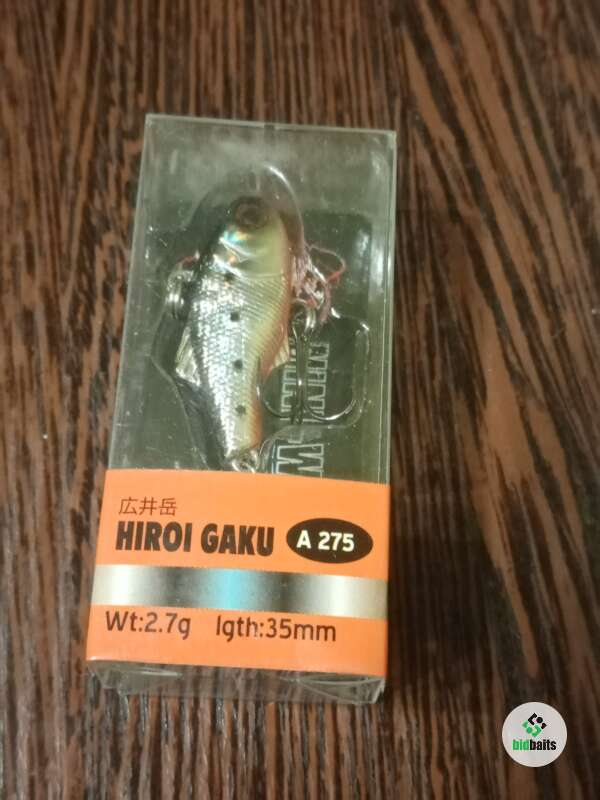 広井岳
HIROI GAKU
A 275
Wt:2.7g lgth:35mm
bidbaits